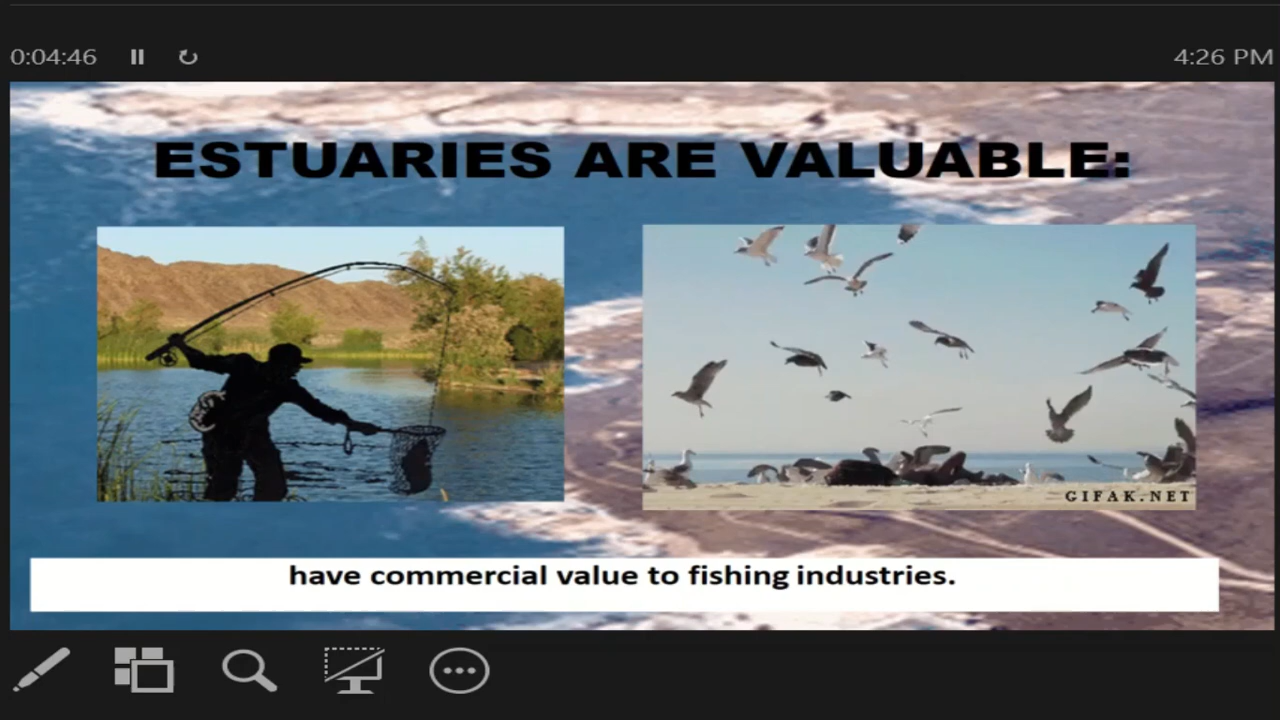 0:04:46
4:26 PM
ESTUARIES ARE VALUABLE:
GIFAK.NET
have commercial value to fishing industries.